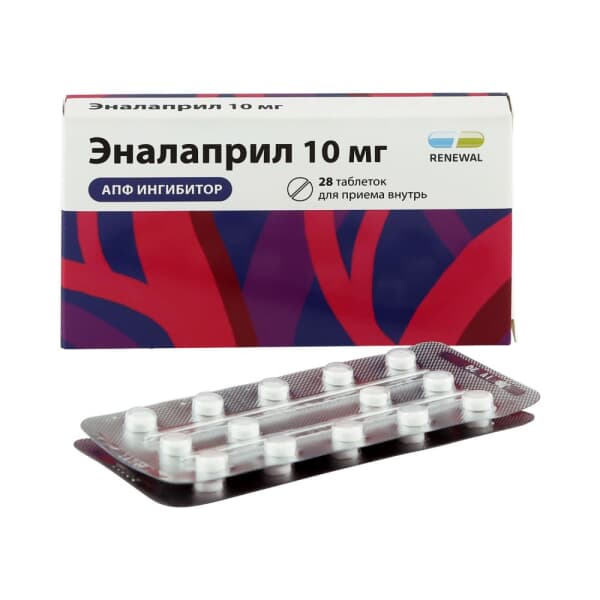 Эналаприл 10 мг
Эналаприл 10 мг
RENEWAL
АПФ ИНГИБИТОР
28 таблеток
для приема внутрь